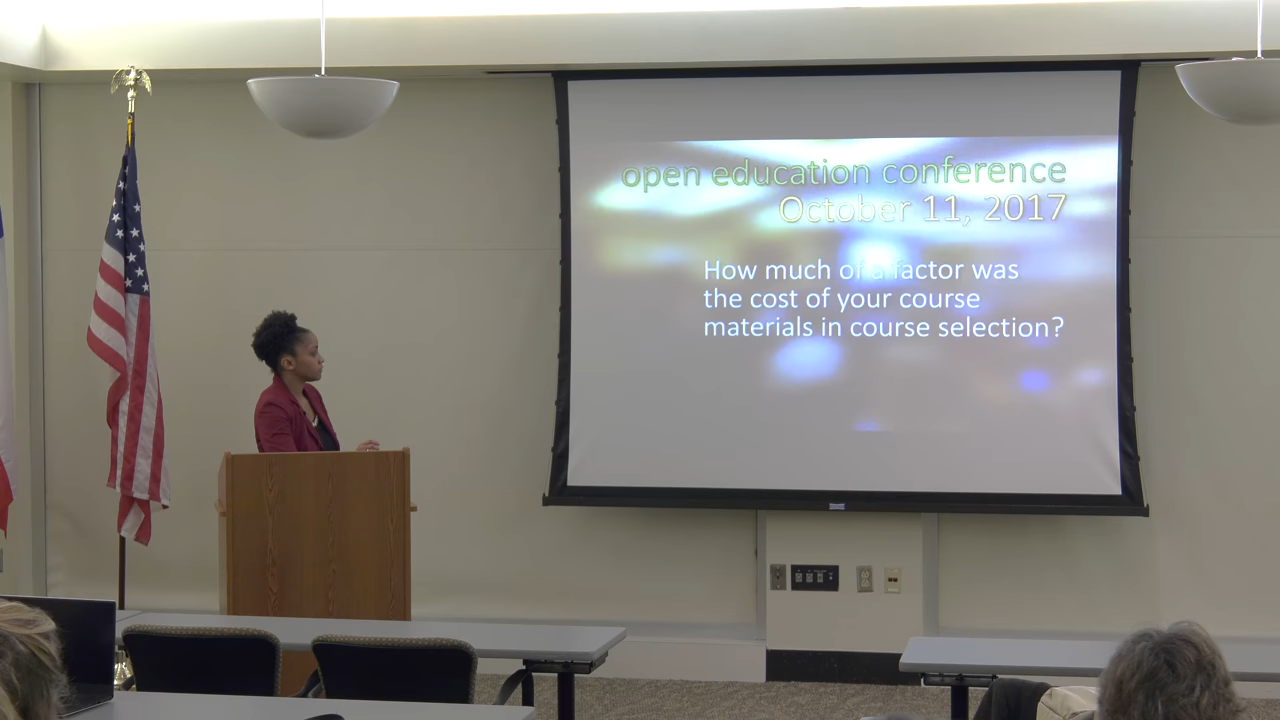 open education conference
October 11, 2017
How much of a factor was
the cost of your course
materials in course selection?